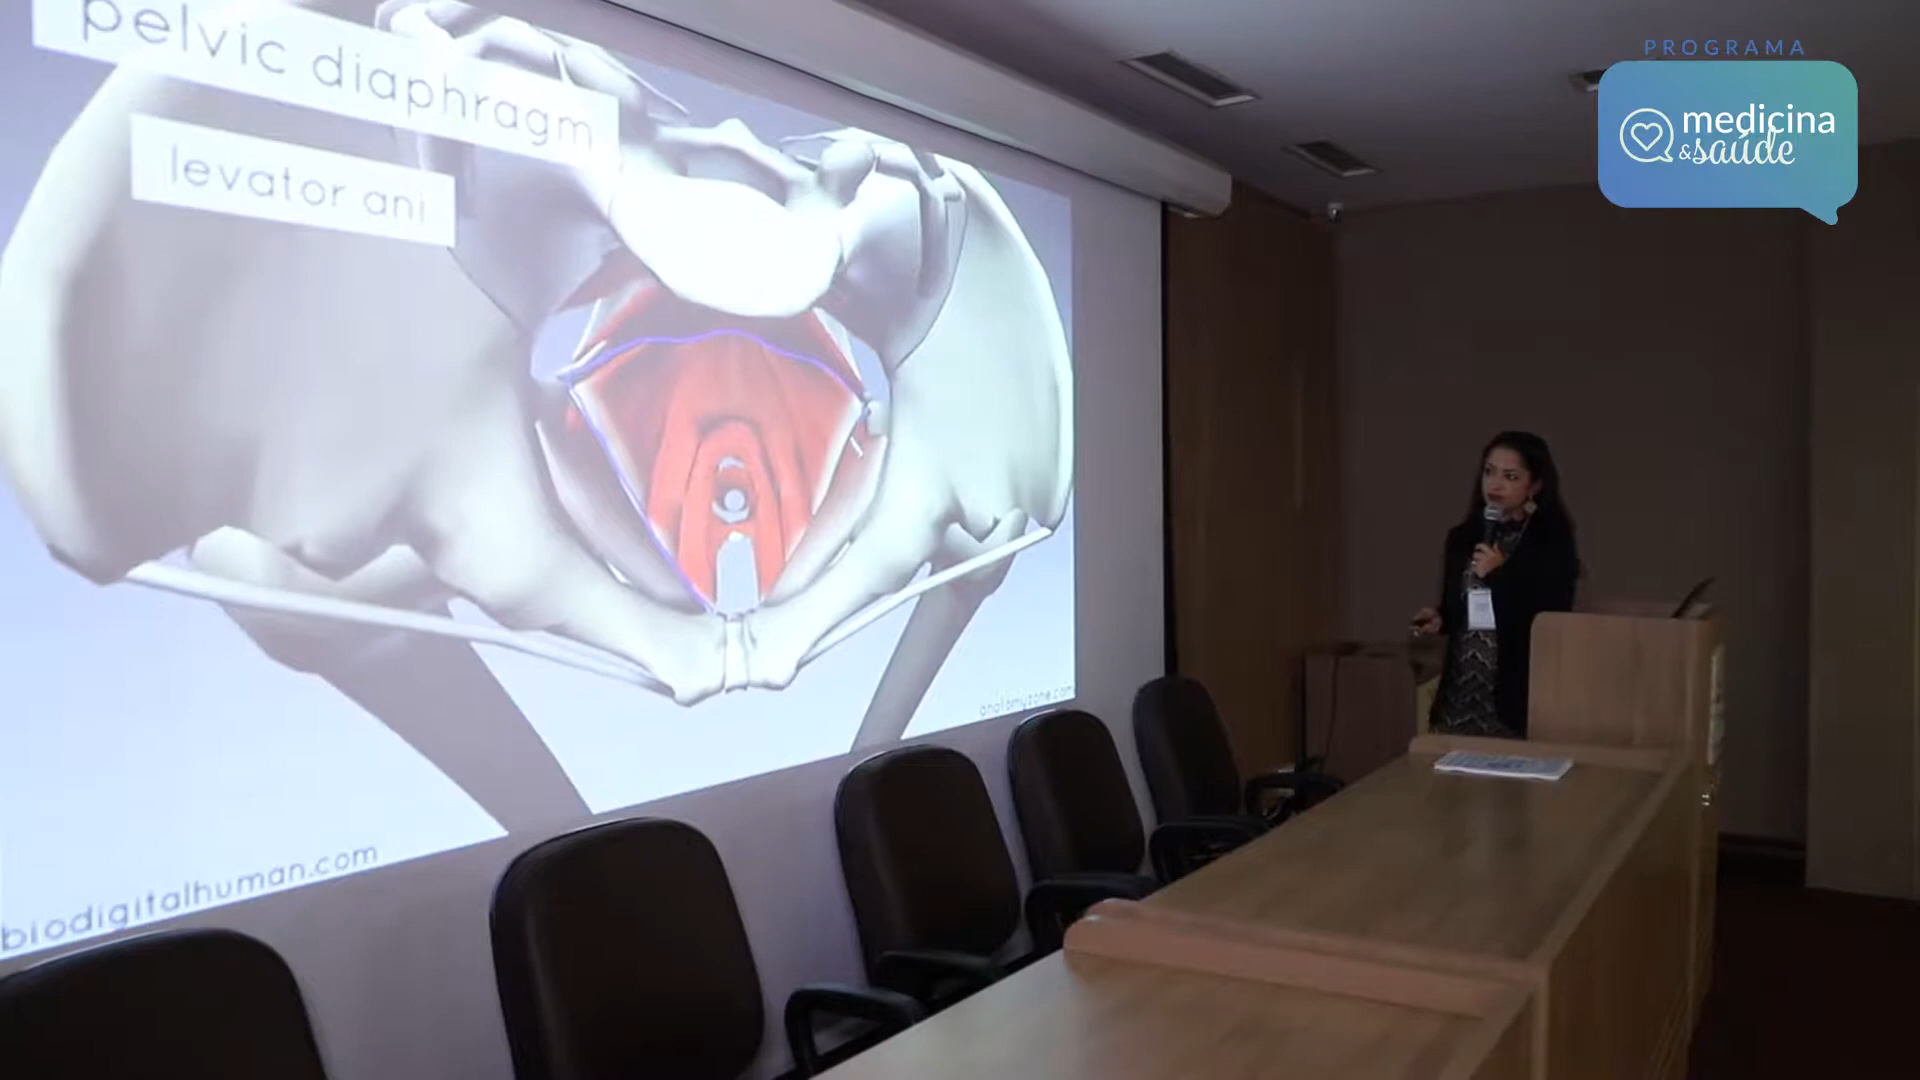 pelvic diaphragm
levator ani
anatomyzone.com
biodigitalhuman.com
PROGRAMA
medicina
&saúde